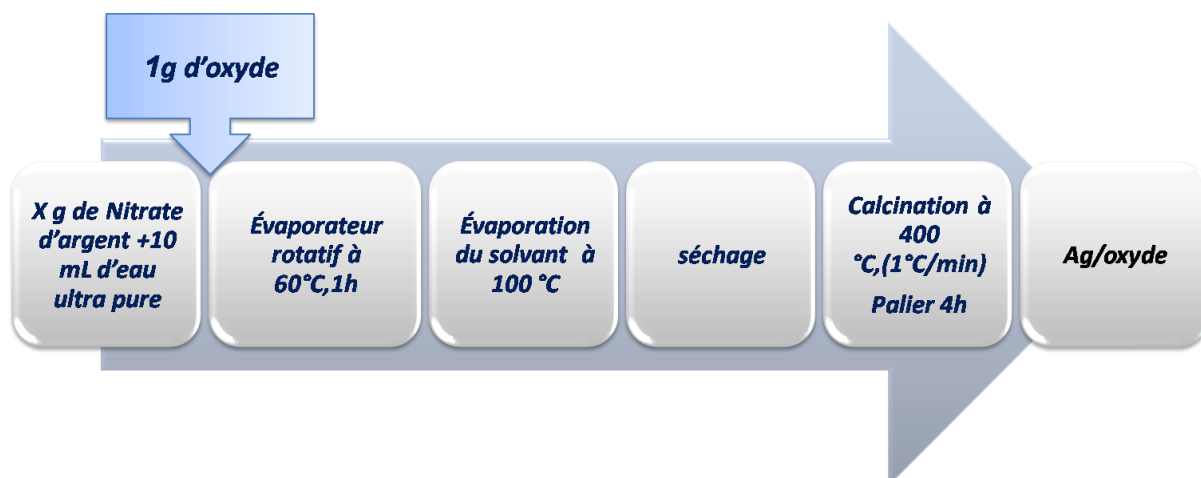 1g d'oxyde
X g de Nitrate
d'argent +10
mL d'eau
ultra pure
Évaporateur
rotatif à
60°C,1h
Évaporation
du solvant à
100 °C
séchage
Calcination à
400
°C,(1°C/min)
Palier 4h
Ag/oxyde